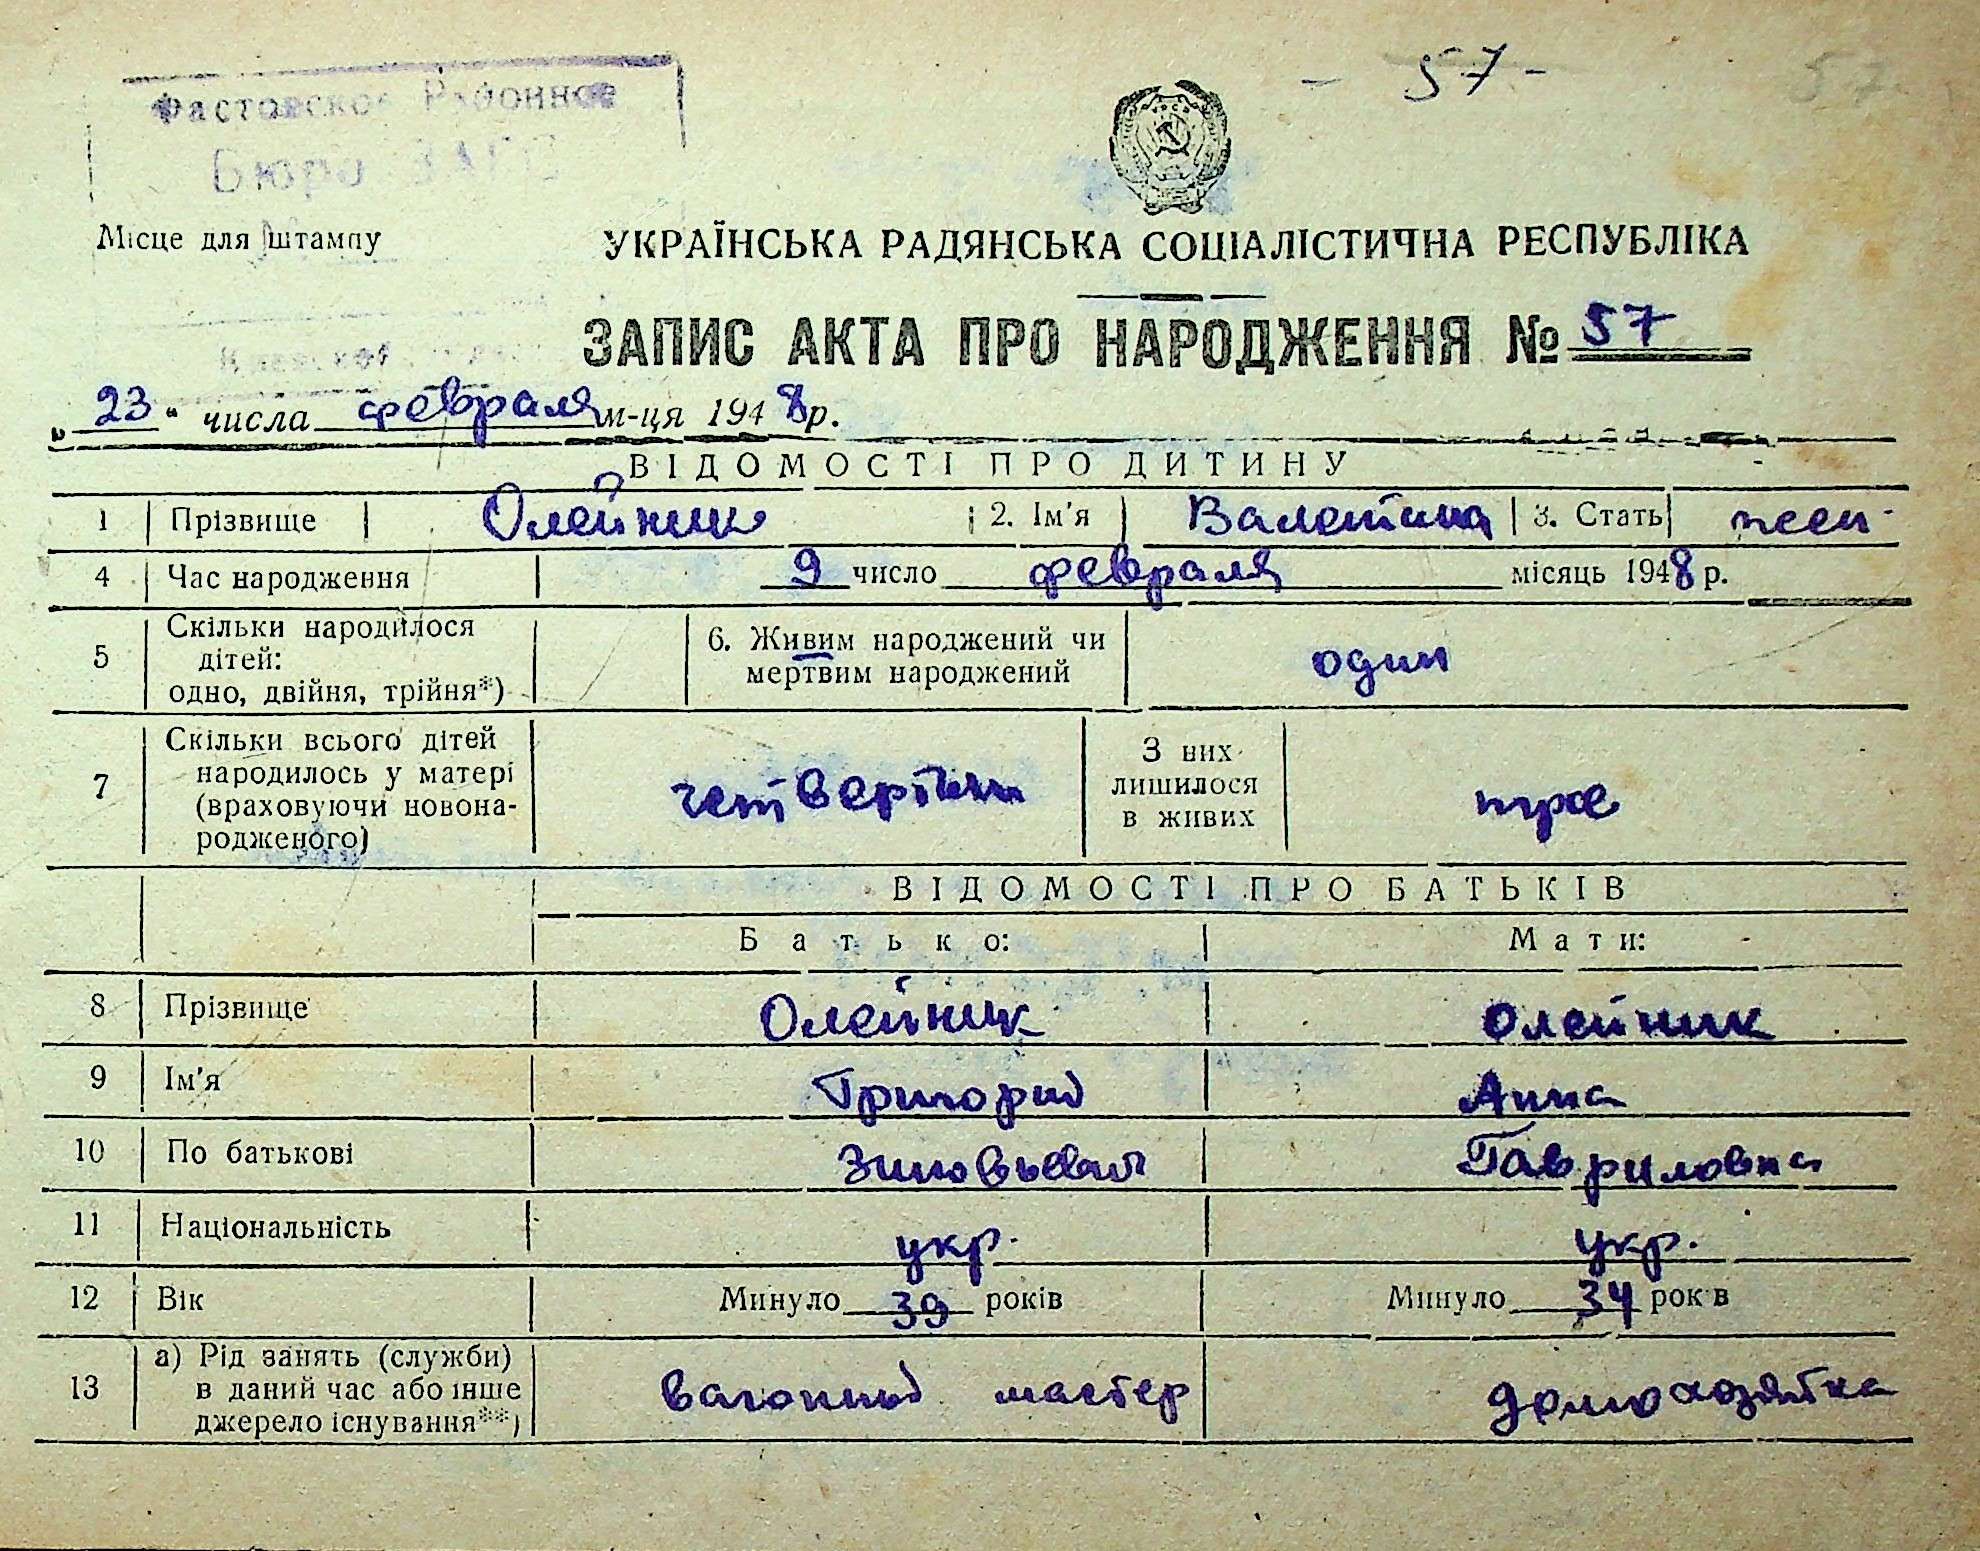 - 57 -
57
Фастовское Районное
Бюро ЗАГС
Місце для штампу
УКРАЇНСЬКА РАДЯНСЬКА СОЦІАЛІСТИЧНА РЕСПУБЛІКА
ЗАПИС АКТА ПРО НАРОДЖЕННЯ № 57
„23“ числа февраля м-ця 1948 р.
ВІДОМОСТІ ПРО ДИТИНУ
1 Прізвище Олейник 2. Ім'я Валетина 3. Стать жен.
4 Час народження 9 число февраля місяць 1948 р.
5 Скільки народилося дітей: одно, двійня, трійня*) 6. Живим народжений чи мертвим народжений один
7 Скільки всього дітей народилось у матері (враховуючи новона-родженого) четвертый З них лишилося в живих трое
ВІДОМОСТІ ПРО БАТЬКІВ
Батько: Мати:
8 Прізвище Олейник Олейник
9 Ім'я Григорий Анна
10 По батькові Зиновьевич Гавриловна
11 Національність укр. укр.
12 Вік Минуло 39 років Минуло 34 рок в
13 а) Рід занять (служби) в даний час або інше джерело існування**) вагонный мастер домохозяйка